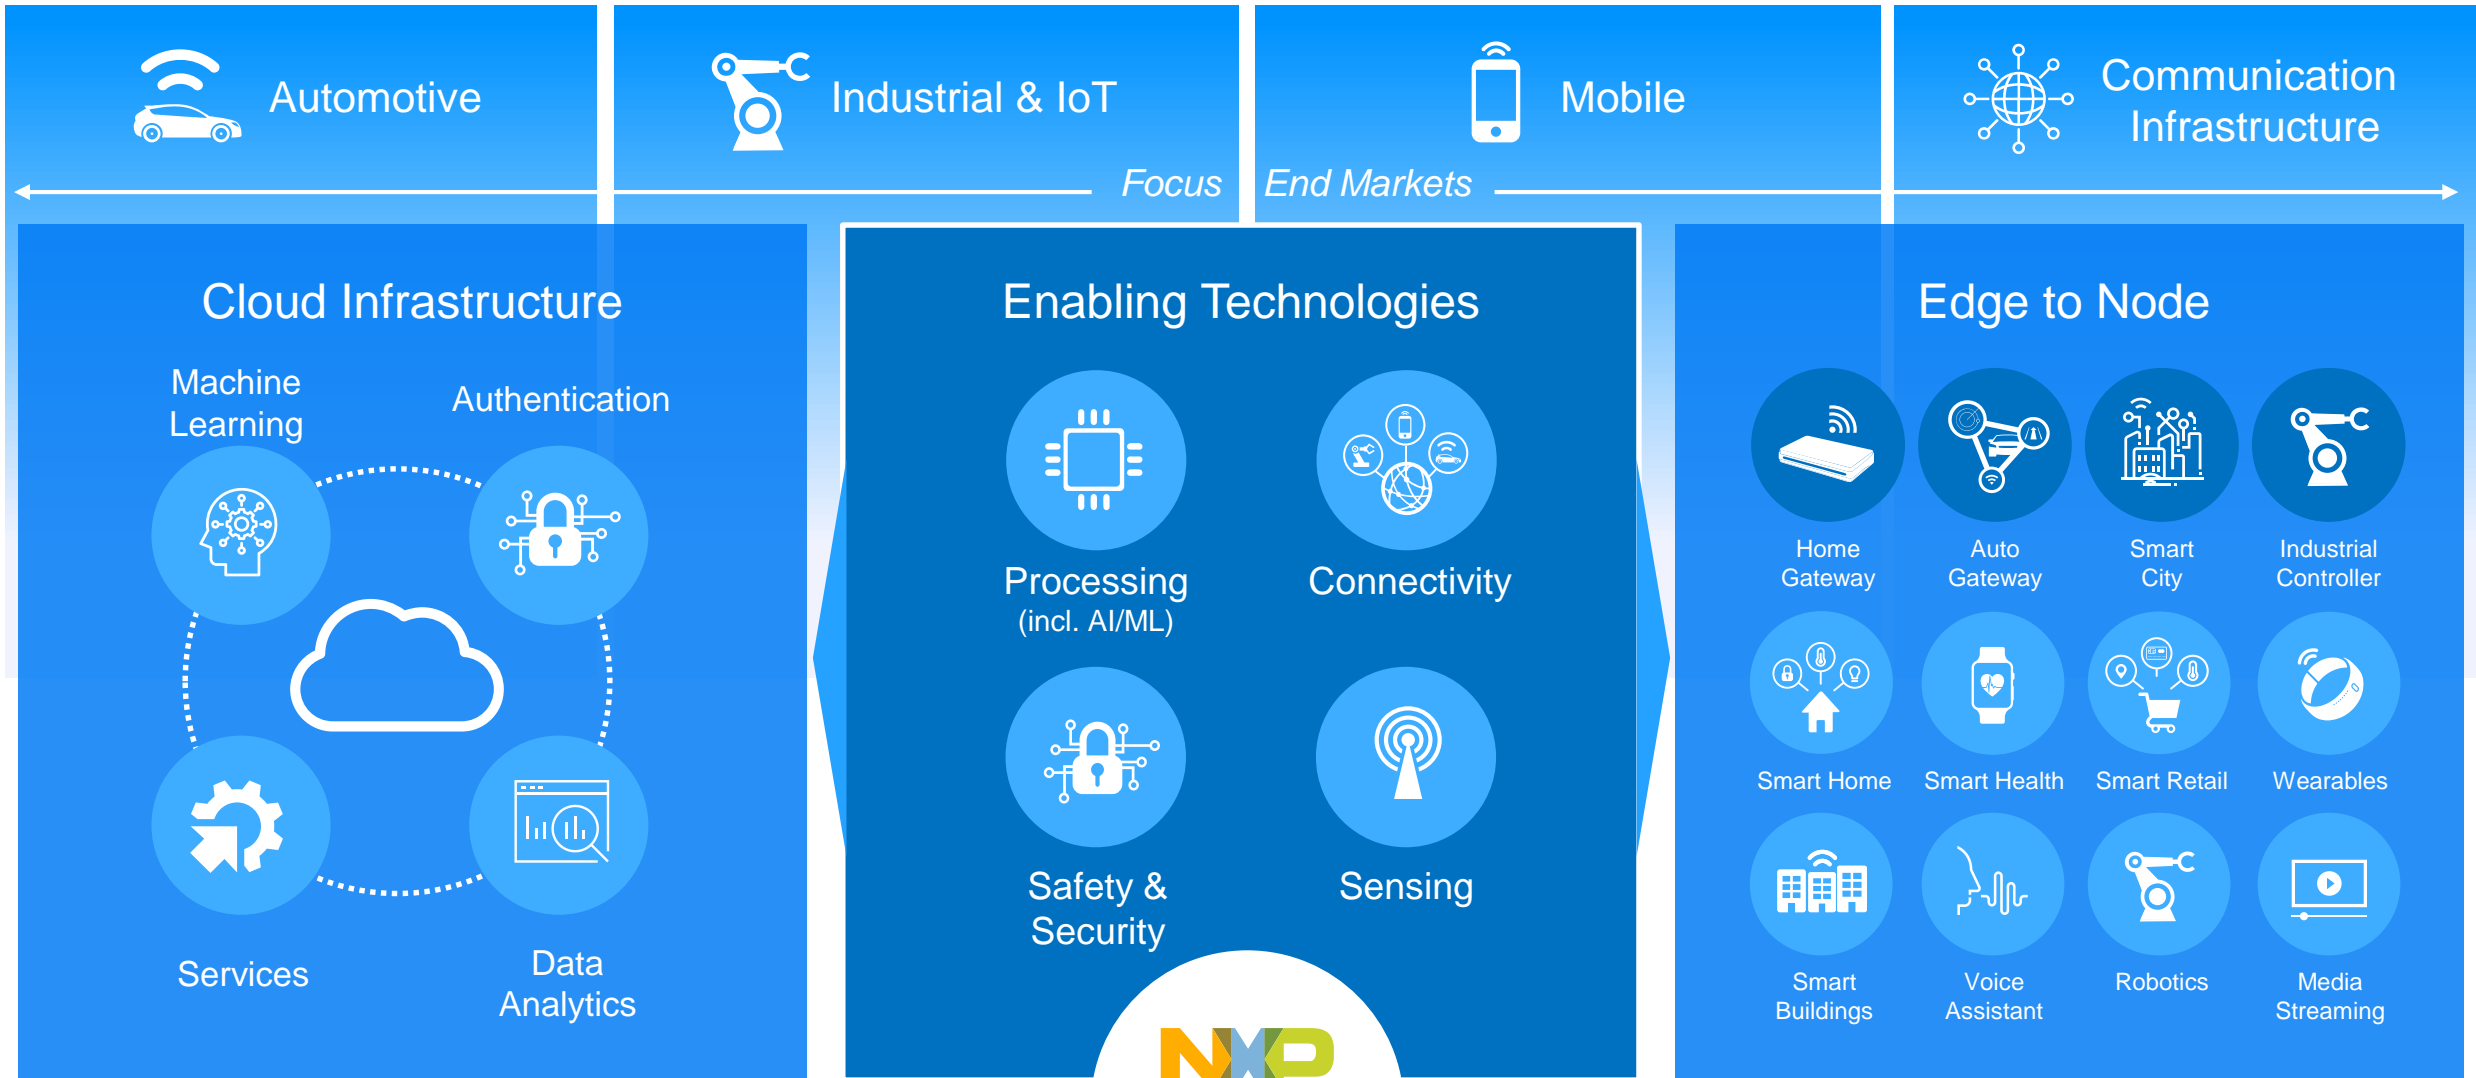 Automotive
Industrial & IoT
Mobile
Communication
Infrastructure
Focus End Markets
Cloud Infrastructure
Machine
Learning
Authentication
Services
Data
Analytics
Enabling Technologies
Processing
(incl. AI/ML)
Connectivity
Safety &
Security
Sensing
NXP
Edge to Node
Home
Gateway
Auto
Gateway
Smart
City
Industrial
Controller
Smart Home
Smart Health
Smart Retail
Wearables
Smart
Buildings
Voice
Assistant
Robotics
Media
Streaming